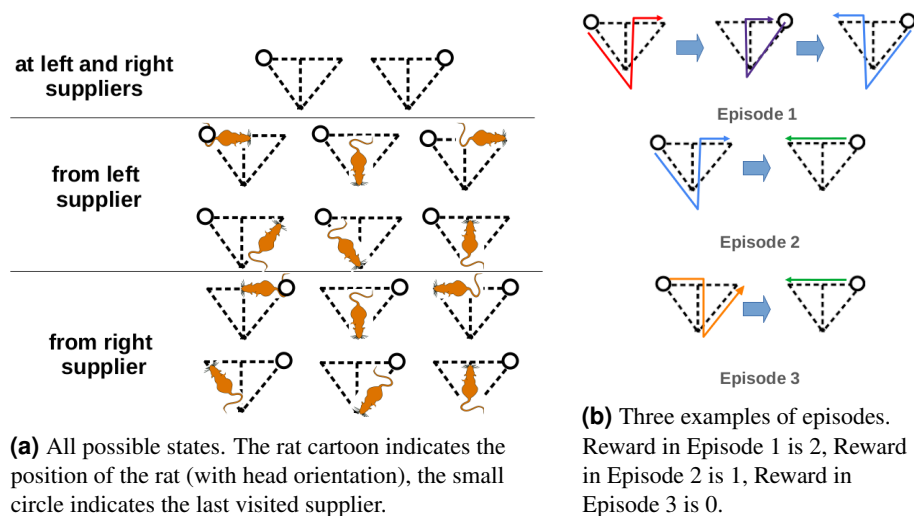 at left and right
suppliers
from left
supplier
from right
supplier
(a) All possible states. The rat cartoon indicates the
position of the rat (with head orientation), the small
circle indicates the last visited supplier.
Episode 1
Episode 2
Episode 3
(b) Three examples of episodes.
Reward in Episode 1 is 2, Reward
in Episode 2 is 1, Reward in
Episode 3 is 0.